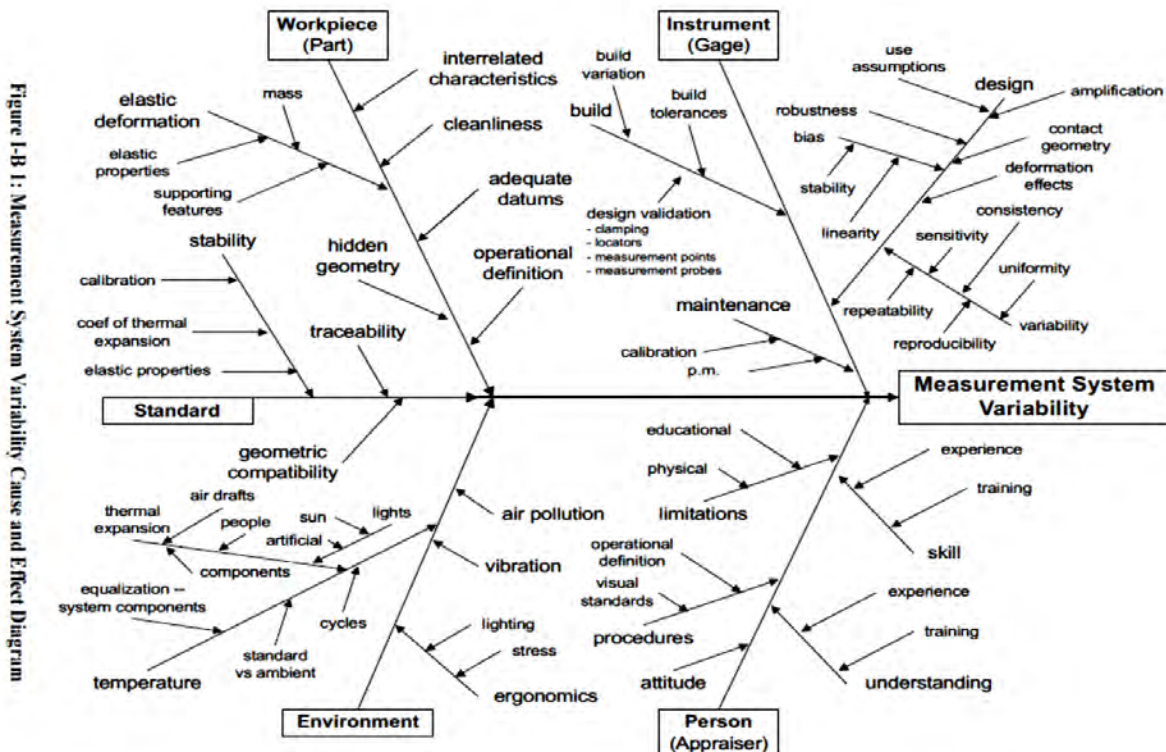 Figure I-B 1: Measurement System Variability Cause and Effect Diagram
Workpiece
(Part)
interrelated
characteristics
cleanliness
adequate
datums
operational
definition
elastic
deformation
mass
elastic
properties
supporting
features
hidden
geometry
stability
calibration
coef of thermal
expansion
elastic properties
traceability
Standard
geometric
compatibility
Instrument
(Gage)
build
variation
build
build
tolerances
design validation
- clamping
- locators
- measurement points
- measurement probes
maintenance
calibration
p.m.
use
assumptions
design
amplification
robustness
bias
contact
geometry
deformation
effects
stability
linearity
consistency
sensitivity
uniformity
repeatability
reproducibility
variability
Measurement System
Variability
air drafts
thermal
expansion
people
sun
lights
artificial
components
equalization --
system components
cycles
standard
vs ambient
temperature
air pollution
vibration
lighting
stress
ergonomics
Environment
educational
physical
limitations
experience
training
skill
operational
definition
visual
standards
procedures
attitude
experience
training
understanding
Person
(Appraiser)